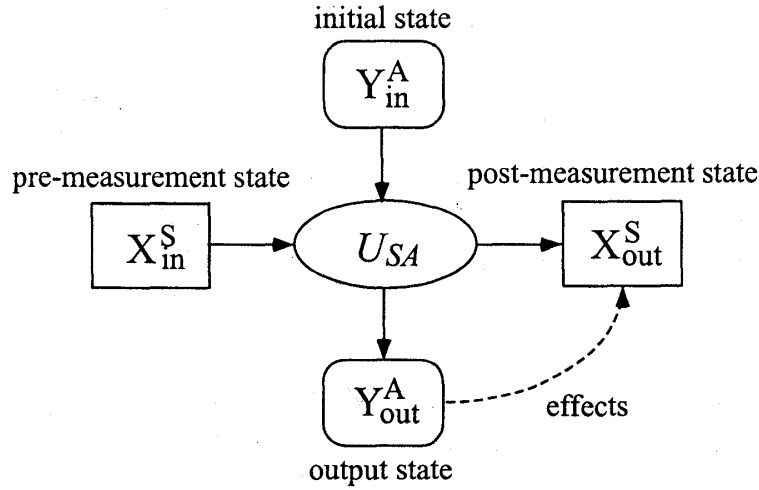 initial state
Y^A_in
pre-measurement state
post-measurement state
X^S_in
U_SA
X^S_out
Y^A_out
effects
output state